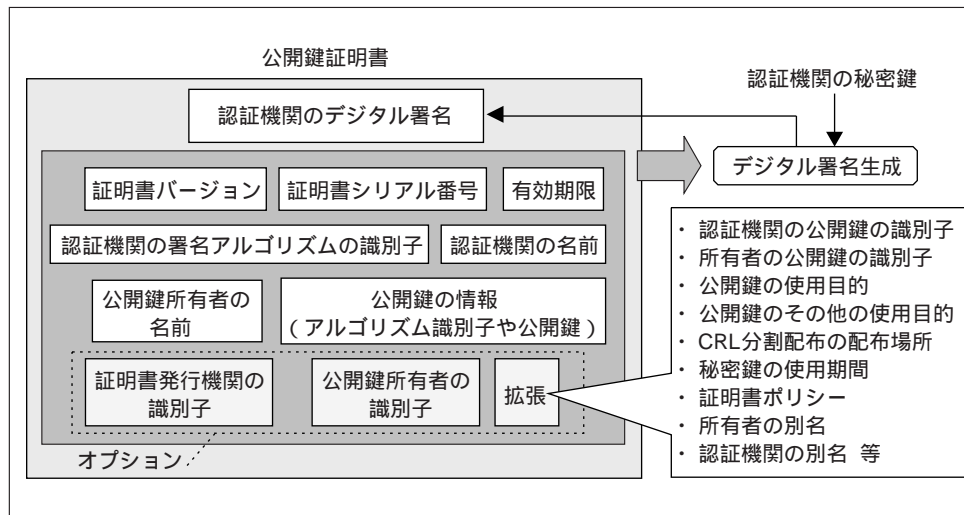 公開鍵証明書
認証機関の秘密鍵
認証機関のデジタル署名
デジタル署名生成
証明書バージョン
証明書シリアル番号
有効期限
認証機関の署名アルゴリズムの識別子
認証機関の名前
公開鍵所有者の
名前
公開鍵の情報
(アルゴリズム識別子や公開鍵)
証明書発行機関の
識別子
公開鍵所有者の
識別子
拡張
オプション
・ 認証機関の公開鍵の識別子
・ 所有者の公開鍵の識別子
・ 公開鍵の使用目的
・ 公開鍵のその他の使用目的
・ CRL分割配布の配布場所
・ 秘密鍵の使用期間
・ 証明書ポリシー
・ 所有者の別名
・ 認証機関の別名 等